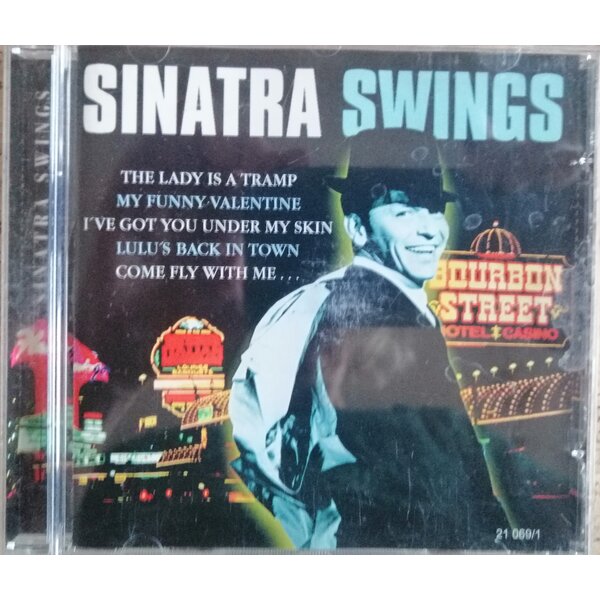 SINATRA SWINGS
SINATRA SWINGS
THE LADY IS A TRAMP
MY FUNNY VALENTINE
I´VE GOT YOU UNDER MY SKIN
LULU'S BACK IN TOWN
COME FLY WITH ME...
BOURBON
STREET
HOTEL CASINO
21 069/1